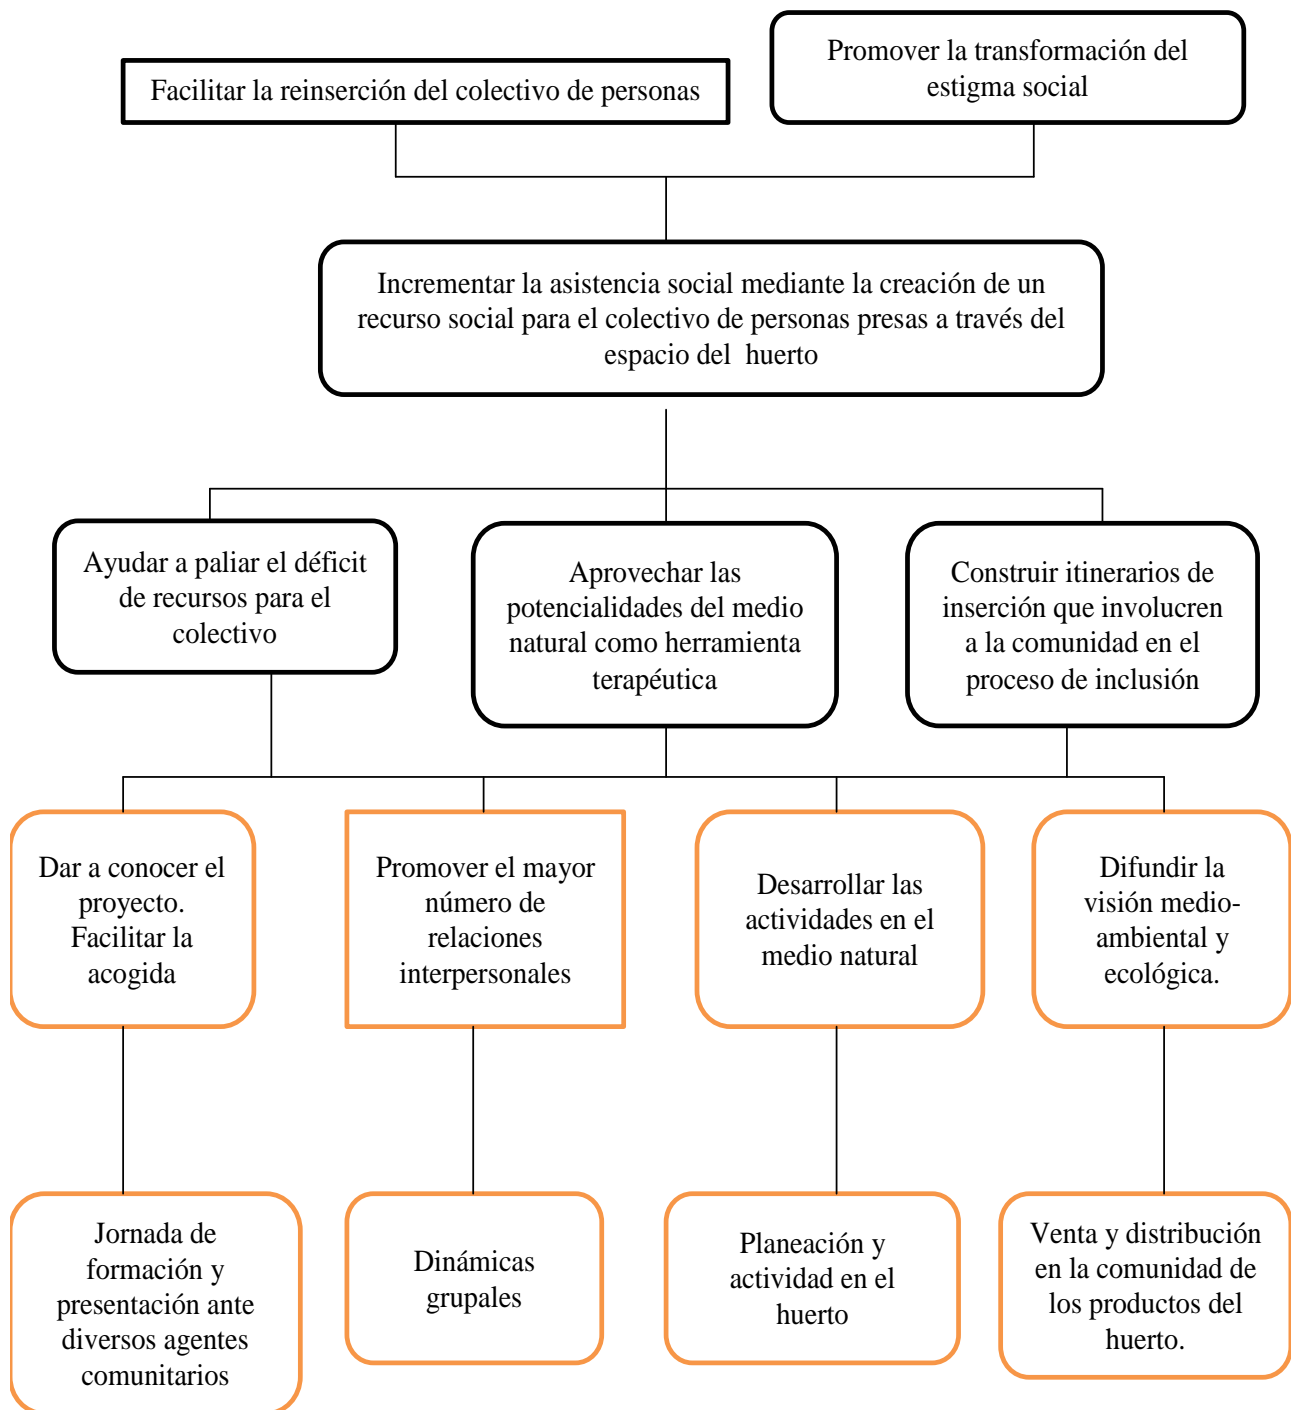 Facilitar la reinserción del colectivo de personas
Promover la transformación del
estigma social
Incrementar la asistencia social mediante la creación de un
recurso social para el colectivo de personas presas a través del
espacio del huerto
Ayudar a paliar el déficit
de recursos para el
colectivo
Aprovechar las
potencialidades del medio
natural como herramienta
terapéutica
Construir itinerarios de
inserción que involucren
a la comunidad en el
proceso de inclusión
Dar a conocer el
proyecto.
Facilitar la
acogida
Promover el mayor
número de
relaciones
interpersonales
Desarrollar las
actividades en el
medio natural
Difundir la
visión medio-
ambiental y
ecológica.
Jornada de
formación y
presentación ante
diversos agentes
comunitarios
Dinámicas
grupales
Planeación y
actividad en el
huerto
Venta y distribución
en la comunidad de
los productos del
huerto.